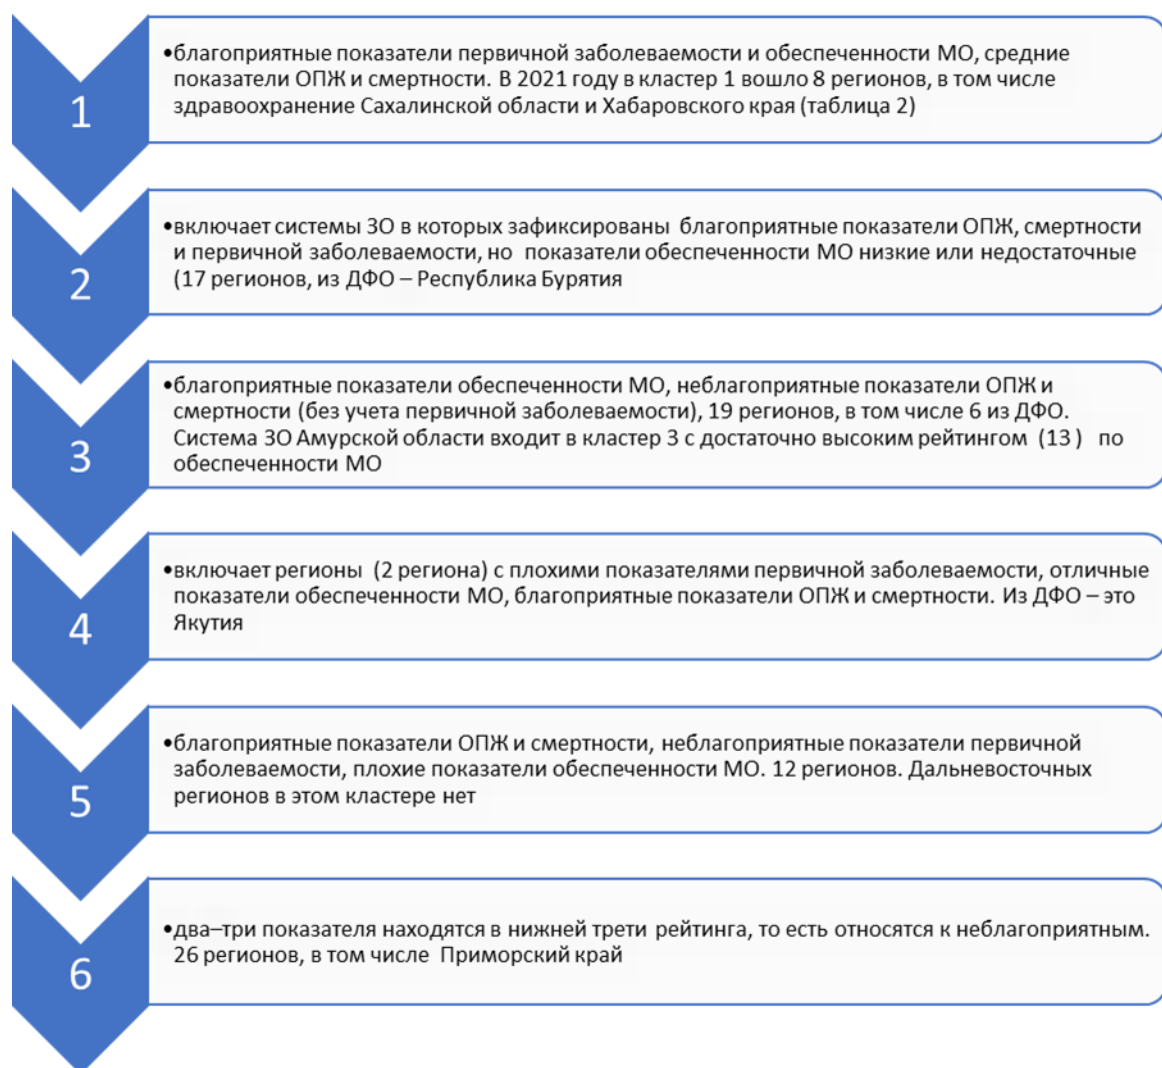 1
•благоприятные показатели первичной заболеваемости и обеспеченности МО, средние
показатели ОПЖ и смертности. В 2021 году в кластер 1 вошло 8 регионов, в том числе
здравоохранение Сахалинской области и Хабаровского края (таблица 2)
2
•включает системы ЗО в которых зафиксированы благоприятные показатели ОПЖ, смертности
и первичной заболеваемости, но показатели обеспеченности МО низкие или недостаточные
(17 регионов, из ДФО – Республика Бурятия
3
•благоприятные показатели обеспеченности МО, неблагоприятные показатели ОПЖ и
смертности (без учета первичной заболеваемости), 19 регионов, в том числе 6 из ДФО.
Система ЗО Амурской области входит в кластер 3 с достаточно высоким рейтингом (13 ) по
обеспеченности МО
4
•включает регионы (2 региона) с плохими показателями первичной заболеваемости, отличные
показатели обеспеченности МО, благоприятные показатели ОПЖ и смертности. Из ДФО – это
Якутия
5
•благоприятные показатели ОПЖ и смертности, неблагоприятные показатели первичной
заболеваемости, плохие показатели обеспеченности МО. 12 регионов. Дальневосточных
регионов в этом кластере нет
6
•два–три показателя находятся в нижней трети рейтинга, то есть относятся к неблагоприятным.
26 регионов, в том числе Приморский край